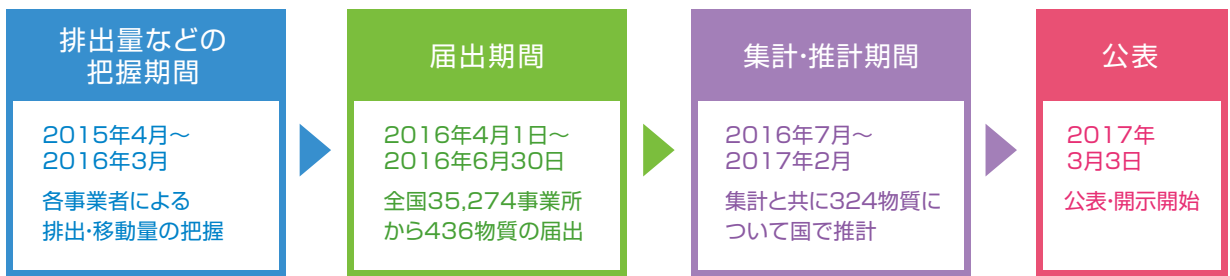 排出量などの
把握期間
2015年4月～
2016年3月
各事業者による
排出・移動量の把握
届出期間
2016年4月1日～
2016年6月30日
全国35,274事業所
から436物質の届出
集計・推計期間
2016年7月～
2017年2月
集計と共に324物質に
ついて国で推計
公表
2017年
3月3日
公表・開示開始